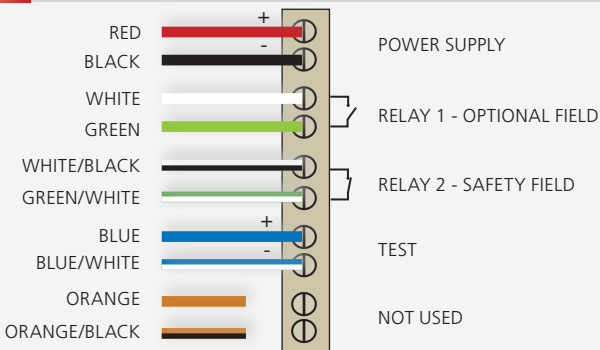 RED + POWER SUPPLY
BLACK -
WHITE RELAY 1 - OPTIONAL FIELD
GREEN
WHITE/BLACK RELAY 2 - SAFETY FIELD
GREEN/WHITE
BLUE + TEST
BLUE/WHITE -
ORANGE NOT USED
ORANGE/BLACK